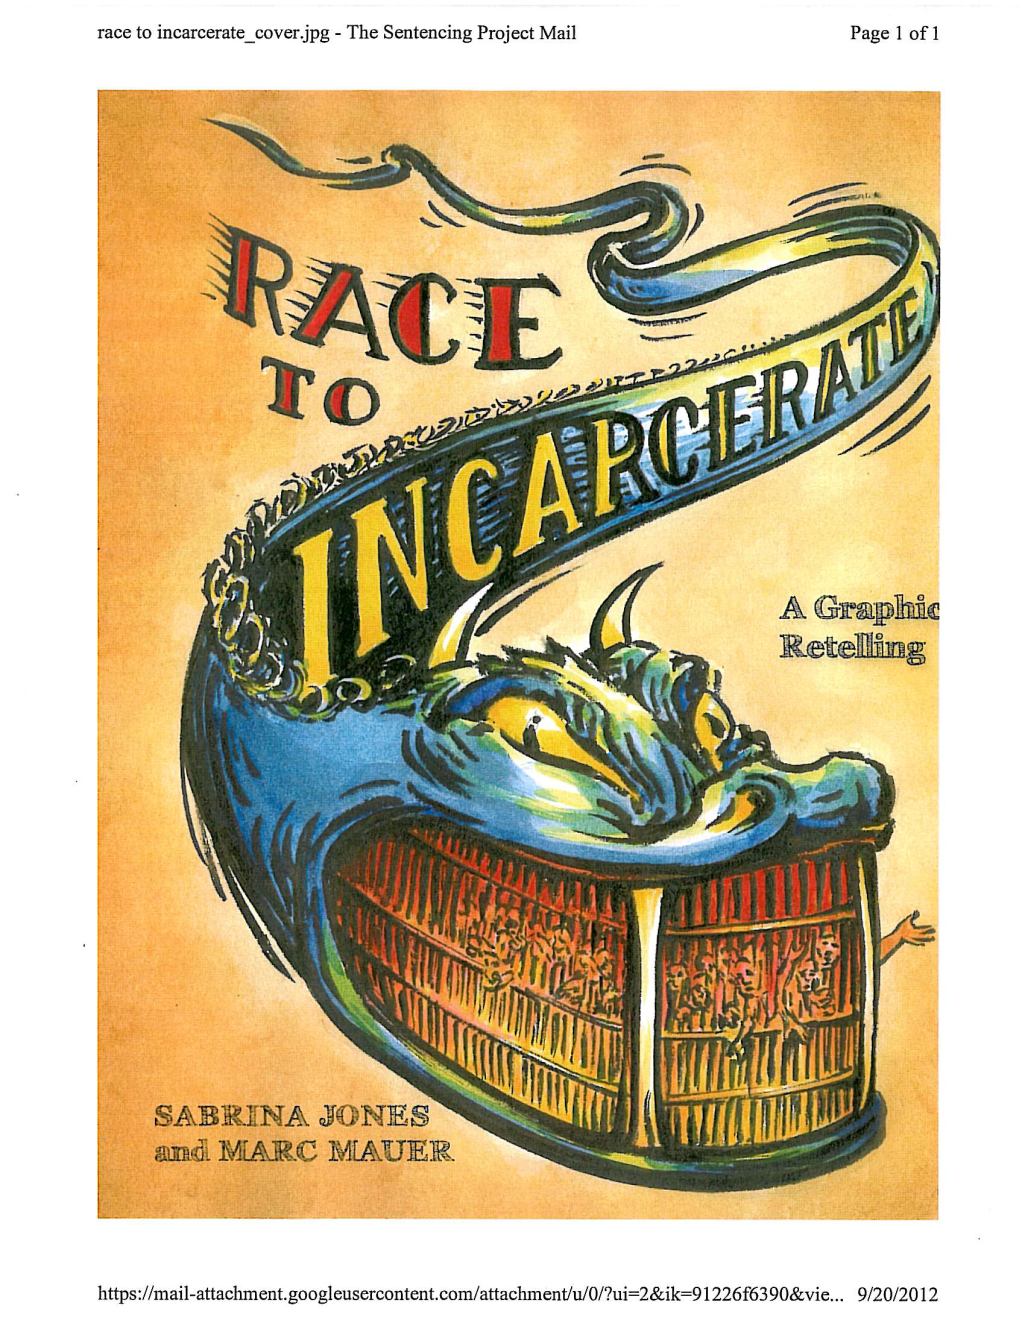 race to incarcerate_cover.jpg - The Sentencing Project Mail Page 1 of 1
RACE
TO
INCARCERATE
A Graphic
Retelling
SABRINA JONES
and MARC MAUER
https://mail-attachment.googleusercontent.com/attachment/u/0/?ui=2&ik=91226f6390&vie... 9/20/2012